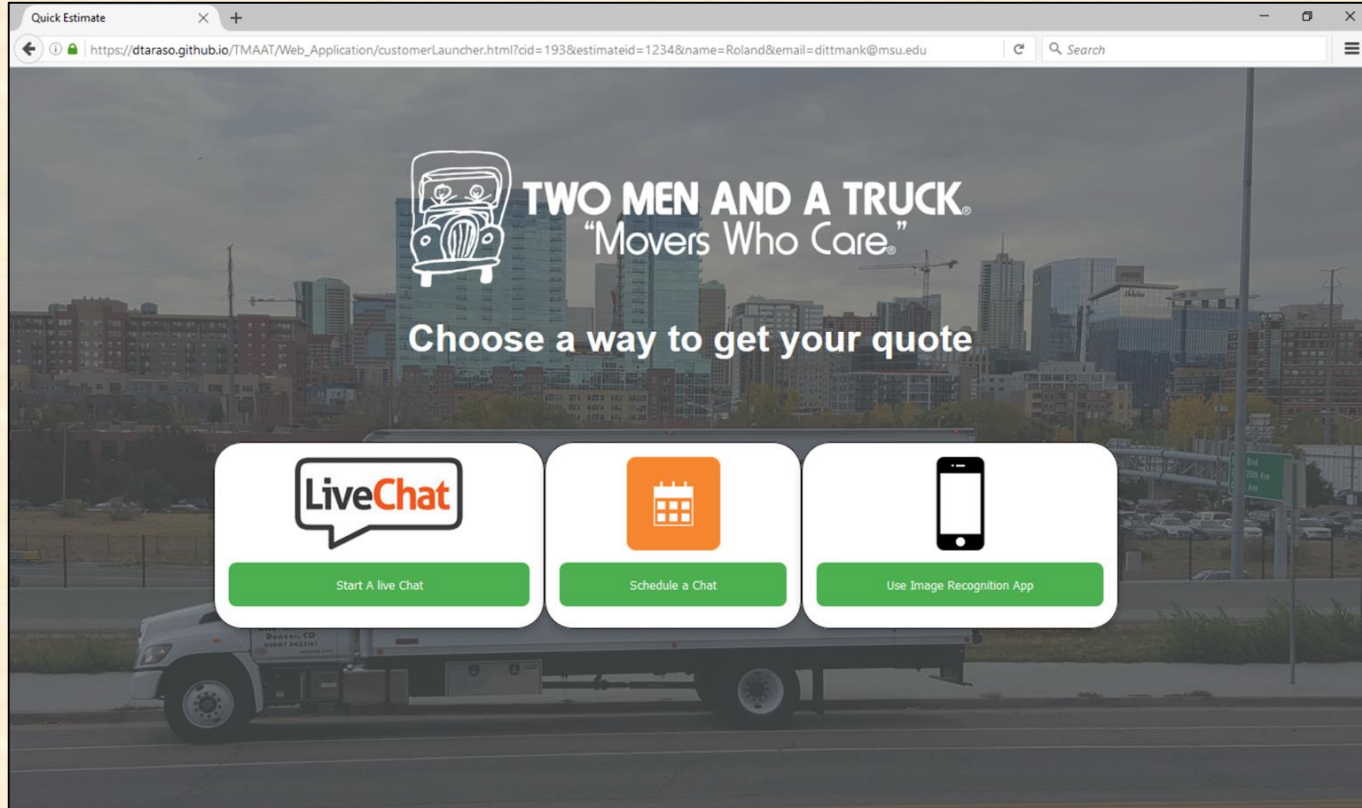 Quick Estimate
https://dtaraso.github.io/TMAAT/Web_Application/customerLauncher.html?cid=193&estimateid=1234&name=Roland&email=dittmank@msu.edu
Search
TWO MEN AND A TRUCK®
“Movers Who Care®”
Choose a way to get your quote
LiveChat
Start A live Chat
Schedule a Chat
Use Image Recognition App
Denver, CO